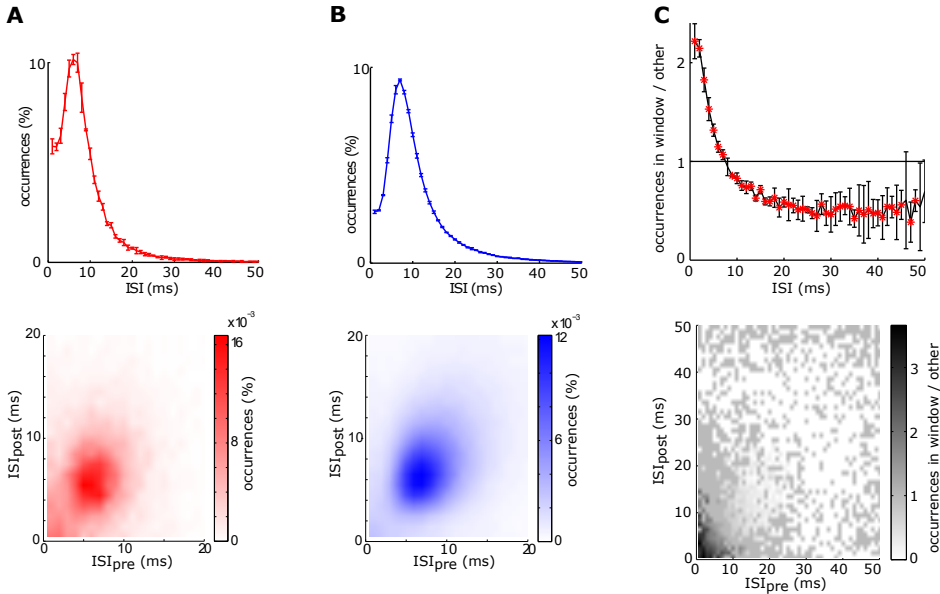 A
B
C
10
0
0 10 20 30 40 50
occurrences (%)
ISI (ms)
10
0
0 10 30 50
occurrences (%)
ISI (ms)
2
1
0
0 10 20 30 40 50
occurrences in window / other
ISI (ms)
20
10
0
0 10 20
ISIpost (ms)
ISIpre (ms)
x10-3
16
8
0
occurrences (%)
20
10
0
0 10 20
ISIpost (ms)
ISIpre (ms)
x10-3
12
6
0
occurrences (%)
50
40
30
20
10
0
0 10 20 30 40 50
ISIpost (ms)
ISIpre (ms)
3
2
1
0
occurrences in window / other